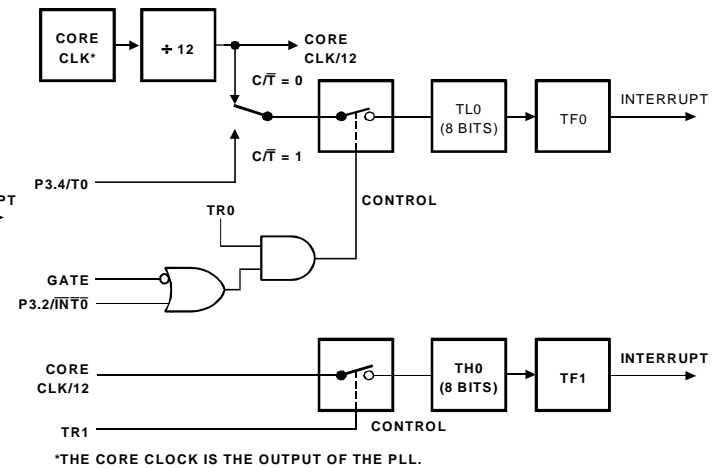 CORE
CLK*
÷ 12
CORE
CLK/12
C/T̅ = 0
C/T̅ = 1
TL0
(8 BITS)
TF0
INTERRUPT
P3.4/T0
PT
CONTROL
TR0
GATE
P3.2/I̅N̅T̅0̅
CORE
CLK/12
TH0
(8 BITS)
TF1
INTERRUPT
TR1
CONTROL
*THE CORE CLOCK IS THE OUTPUT OF THE PLL.